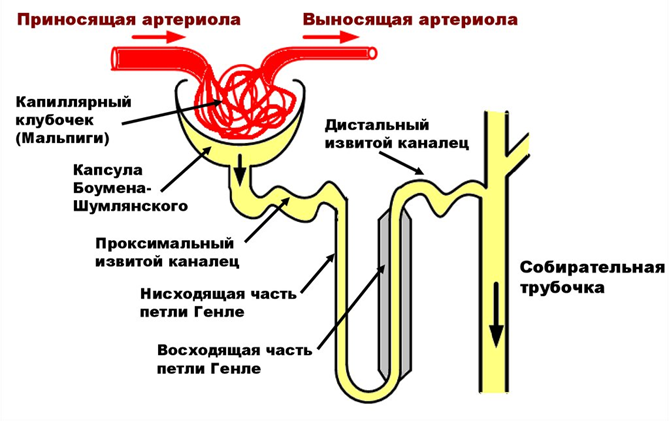 Приносящая артериола
Выносящая артериола
Капиллярный
клубочек
(Мальпиги)
Дистальный
извитой каналец
Капсула
Боумена-
Шумлянского
Проксимальный
извитой каналец
Собирательная
трубочка
Нисходящая часть
петли Генле
Восходящая часть
петли Генле